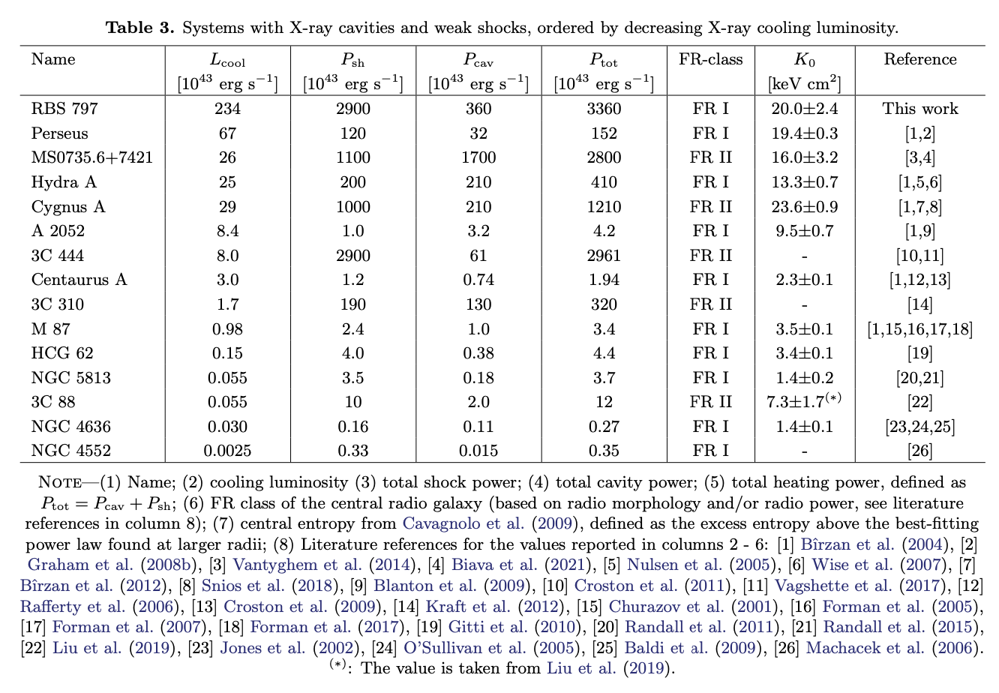 Table 3. Systems with X-ray cavities and weak shocks, ordered by decreasing X-ray cooling luminosity.
Name L_cool P_sh P_cav P_tot FR-class K_0 Reference
[10^43 erg s^−1] [10^43 erg s^−1] [10^43 erg s^−1] [10^43 erg s^−1] [keV cm^2]
RBS 797 234 2900 360 3360 FR I 20.0±2.4 This work
Perseus 67 120 32 152 FR I 19.4±0.3 [1,2]
MS0735.6+7421 26 1100 1700 2800 FR II 16.0±3.2 [3,4]
Hydra A 25 200 210 410 FR I 13.3±0.7 [1,5,6]
Cygnus A 29 1000 210 1210 FR II 23.6±0.9 [1,7,8]
A 2052 8.4 1.0 3.2 4.2 FR I 9.5±0.7 [1,9]
3C 444 8.0 2900 61 2961 FR II - [10,11]
Centaurus A 3.0 1.2 0.74 1.94 FR I 2.3±0.1 [1,12,13]
3C 310 1.7 190 130 320 FR II - [14]
M 87 0.98 2.4 1.0 3.4 FR I 3.5±0.1 [1,15,16,17,18]
HCG 62 0.15 4.0 0.38 4.4 FR I 3.4±0.1 [19]
NGC 5813 0.055 3.5 0.18 3.7 FR I 1.4±0.2 [20,21]
3C 88 0.055 10 2.0 12 FR II 7.3±1.7(*) [22]
NGC 4636 0.030 0.16 0.11 0.27 FR I 1.4±0.1 [23,24,25]
NGC 4552 0.0025 0.33 0.015 0.35 FR I - [26]
NOTE—(1) Name; (2) cooling luminosity (3) total shock power; (4) total cavity power; (5) total heating power, defined as
P_tot = P_cav + P_sh; (6) FR class of the central radio galaxy (based on radio morphology and/or radio power, see literature
references in column 8); (7) central entropy from Cavagnolo et al. (2009), defined as the excess entropy above the best-fitting
power law found at larger radii; (8) Literature references for the values reported in columns 2 - 6: [1] Bîrzan et al. (2004), [2]
Graham et al. (2008b), [3] Vantyghem et al. (2014), [4] Biava et al. (2021), [5] Nulsen et al. (2005), [6] Wise et al. (2007), [7]
Bîrzan et al. (2012), [8] Snios et al. (2018), [9] Blanton et al. (2009), [10] Croston et al. (2011), [11] Vagshette et al. (2017), [12]
Rafferty et al. (2006), [13] Croston et al. (2009), [14] Kraft et al. (2012), [15] Churazov et al. (2001), [16] Forman et al. (2005),
[17] Forman et al. (2007), [18] Forman et al. (2017), [19] Gitti et al. (2010), [20] Randall et al. (2011), [21] Randall et al. (2015),
[22] Liu et al. (2019), [23] Jones et al. (2002), [24] O'Sullivan et al. (2005), [25] Baldi et al. (2009), [26] Machacek et al. (2006).
(*): The value is taken from Liu et al. (2019).